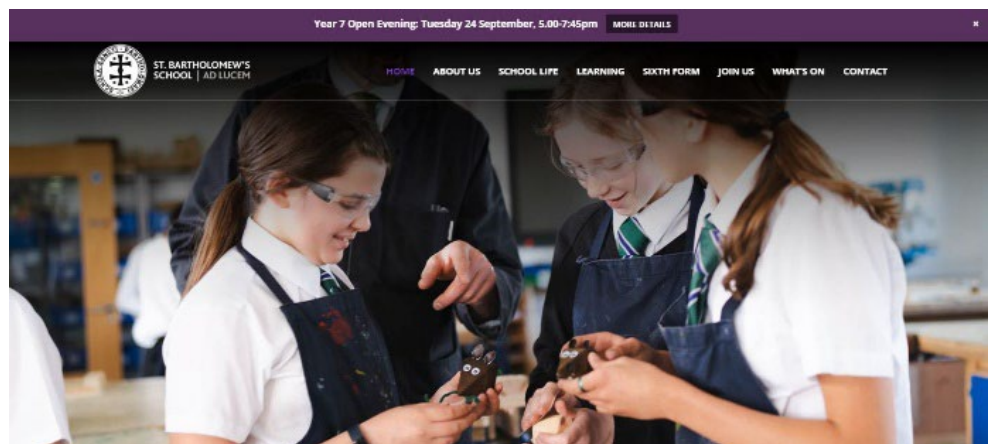 Year 7 Open Evening: Tuesday 24 September, 5.00-7:45pm MORE DETAILS ×
ST. BARTHOLOMEW'S
SCHOOL | AD LUCEM
HOME ABOUT US SCHOOL LIFE LEARNING SIXTH FORM JOIN US WHAT'S ON CONTACT